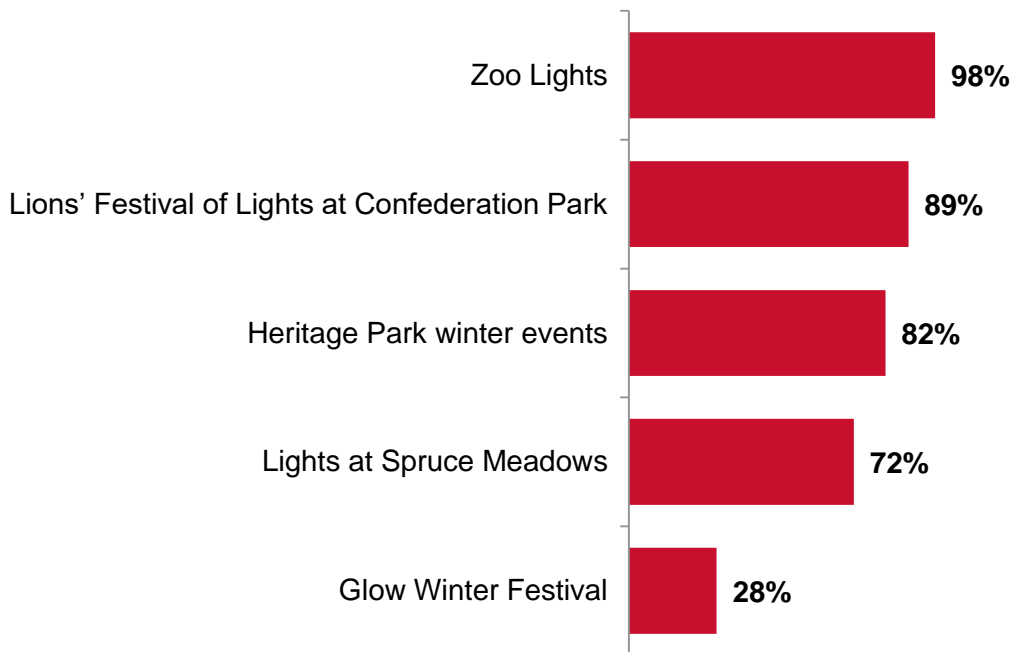 Zoo Lights 98%
Lions’ Festival of Lights at Confederation Park 89%
Heritage Park winter events 82%
Lights at Spruce Meadows 72%
Glow Winter Festival 28%